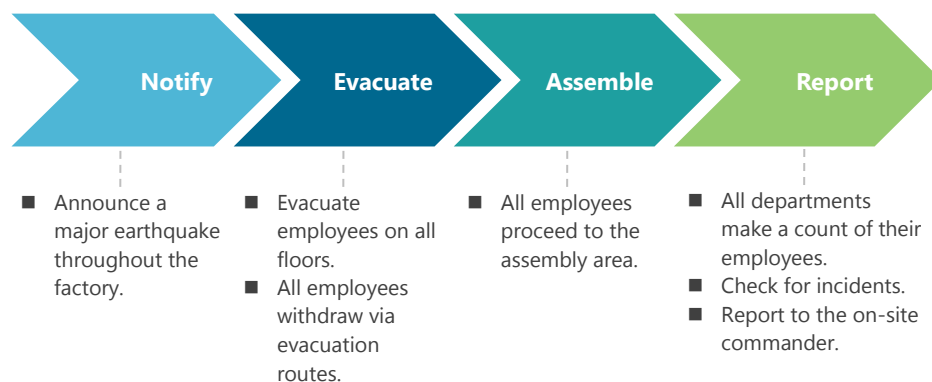 Notify
Evacuate
Assemble
Report
■ Announce a
major earthquake
throughout the
factory.
■ Evacuate
employees on all
floors.
■ All employees
withdraw via
evacuation
routes.
■ All employees
proceed to the
assembly area.
■ All departments
make a count of their
employees.
■ Check for incidents.
■ Report to the on-site
commander.